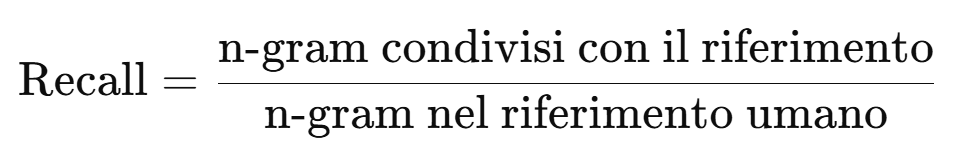 Recall = n-gram condivisi con il riferimento
n-gram nel riferimento umano